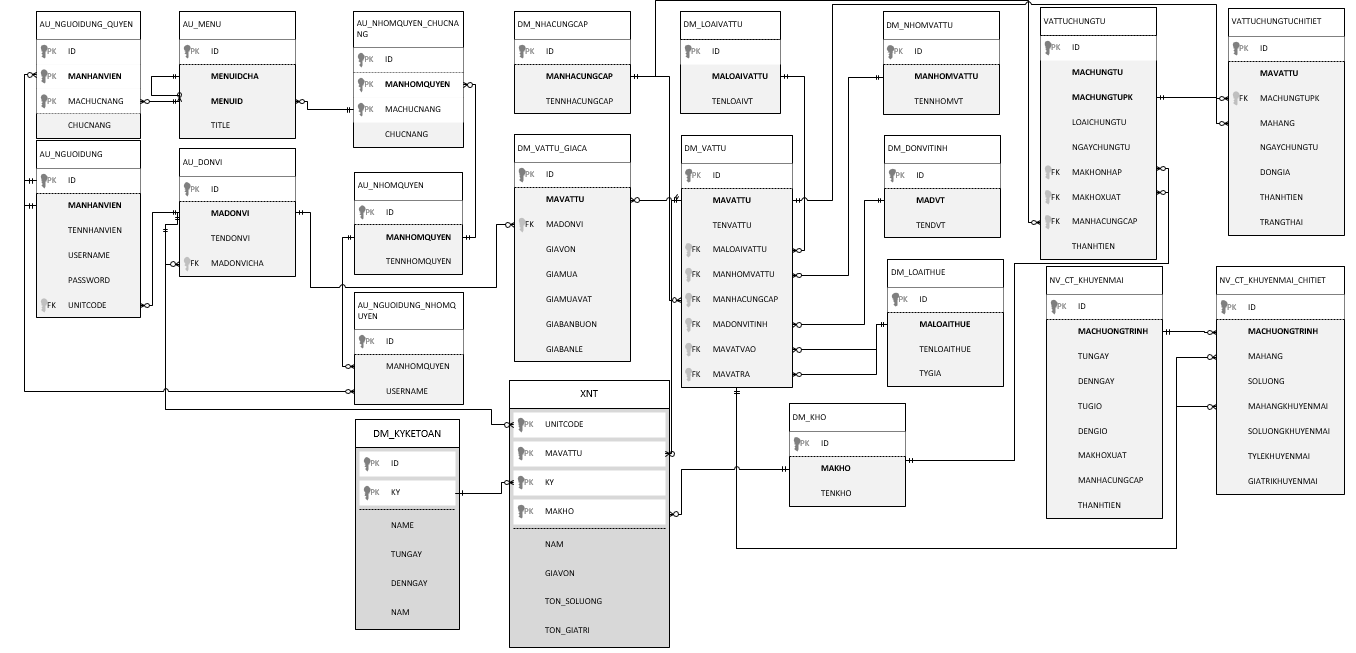 AU_NGUOIDUNG_QUYEN
PK ID
PK MANHANVIEN
PK MACHUCNANG
CHUCNANG
AU_MENU
PK ID
MENUIDCHA
MENUID
TITLE
AU_NHOMQUYEN_CHUCNA
NG
PK ID
PK MANHOMQUYEN
PK MACHUCNANG
CHUCNANG
DM_NHACUNGCAP
PK ID
MANHACUNGCAP
TENNHACUNGCAP
DM_LOAIVATTU
PK ID
MALOAIVATTU
TENLOAIVT
DM_NHOMVATTU
PK ID
MANHOMVATTU
TENNHOMVT
VATTUCHUNGTU
PK ID
MACHUNGTU
MACHUNGTUPK
LOAICHUNGTU
NGAYCHUNGTU
FK MAKHONHAP
FK MAKHOXUAT
FK MANHACUNGCAP
THANHTIEN
VATTUCHUNGTUCHITIET
PK ID
MAVATTU
FK MACHUNGTUPK
MAHANG
NGAYCHUNGTU
DONGIA
THANHTIEN
TRANGTHAI
AU_NGUOIDUNG
PK ID
MANHANVIEN
TENNHANVIEN
USERNAME
PASSWORD
FK UNITCODE
AU_DONVI
PK ID
MADONVI
TENDONVI
FK MADONVICHA
AU_NHOMQUYEN
PK ID
MANHOMQUYEN
TENNHOMQUYEN
DM_VATTU_GIACA
PK ID
MAVATTU
FK MADONVI
GIAVON
GIAMUA
GIAMUAVAT
GIABANBUON
GIABANLE
DM_VATTU
PK ID
MAVATTU
TENVATTU
FK MALOAIVATTU
FK MANHOMVATTU
FK MANHACUNGCAP
FK MADONVITINH
FK MAVATVAO
FK MAVATRA
DM_DONVITINH
PK ID
MADVT
TENDVT
DM_LOAITHUE
PK ID
MALOAITHUE
TENLOAITHUE
TYGIA
AU_NGUOIDUNG_NHOMQ
UYEN
PK ID
MANHOMQUYEN
USERNAME
NV_CT_KHUYENMAI
PK ID
MACHUONGTRINH
TUNGAY
DENNGAY
TUGIO
DENGIO
MAKHOXUAT
MANHACUNGCAP
THANHTIEN
NV_CT_KHUYENMAI_CHITIET
PK ID
MACHUONGTRINH
MAHANG
SOLUONG
MAHANGKHUYENMAI
SOLUONGKHUYENMAI
TYLEKHUYENMAI
GIATRIKHUYENMAI
DM_KYKETOAN
PK ID
PK KY
NAME
TUNGAY
DENNGAY
NAM
XNT
PK UNITCODE
PK MAVATTU
PK KY
PK MAKHO
NAM
GIAVON
TON_SOLUONG
TON_GIATRI
DM_KHO
PK ID
MAKHO
TENKHO